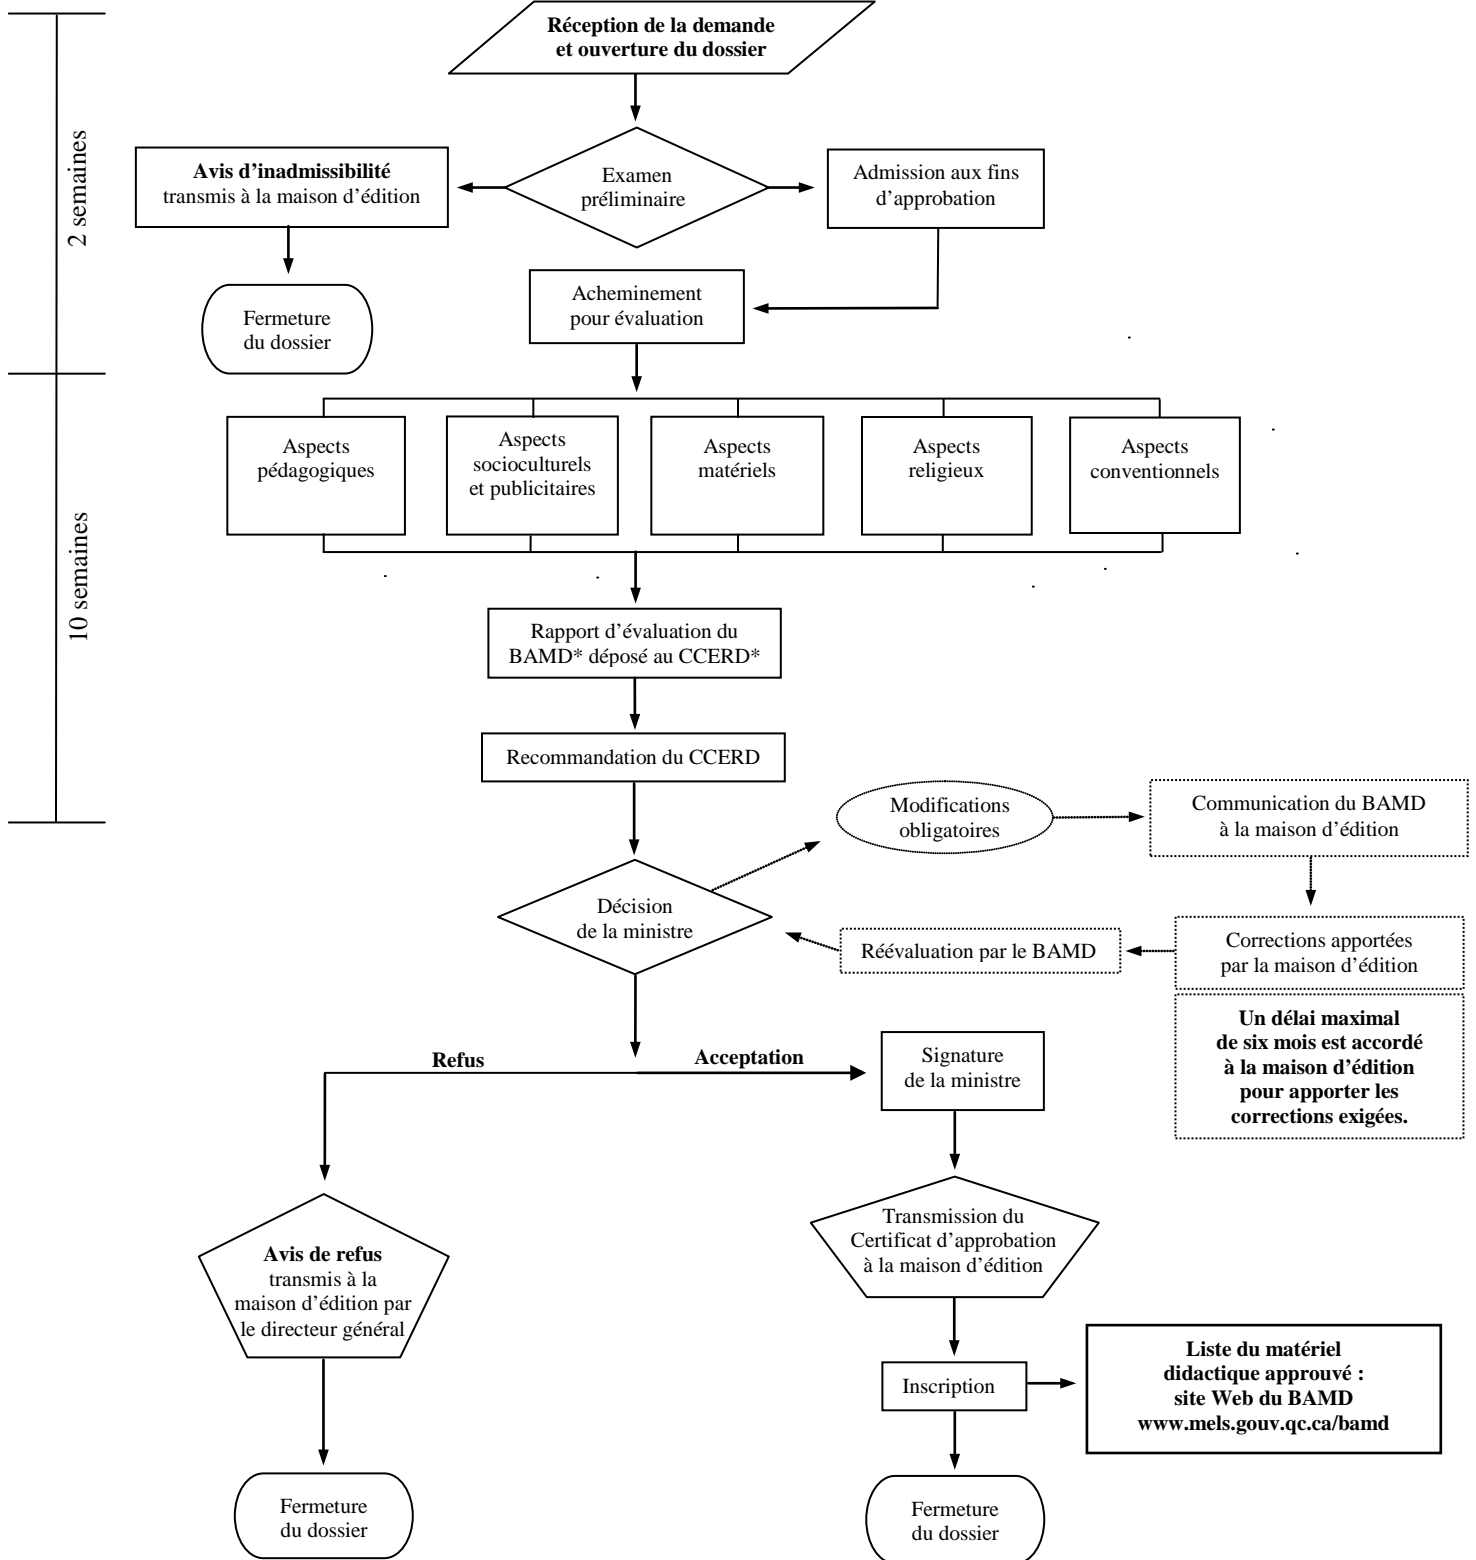 Réception de la demande
et ouverture du dossier
2 semaines
Avis d’inadmissibilité
transmis à la maison d’édition
Examen
préliminaire
Admission aux fins
d’approbation
Fermeture
du dossier
Acheminement
pour évaluation
10 semaines
Aspects
pédagogiques
Aspects
socioculturels
et publicitaires
Aspects
matériels
Aspects
religieux
Aspects
conventionnels
Rapport d’évaluation du
BAMD* déposé au CCERD*
Recommandation du CCERD
Modifications
obligatoires
Communication du BAMD
à la maison d’édition
Décision
de la ministre
Réévaluation par le BAMD
Corrections apportées
par la maison d’édition
Un délai maximal
de six mois est accordé
à la maison d’édition
pour apporter les
corrections exigées.
Refus
Acceptation
Signature
de la ministre
Avis de refus
transmis à la
maison d’édition par
le directeur général
Transmission du
Certificat d’approbation
à la maison d’édition
Inscription
Liste du matériel
didactique approuvé :
site Web du BAMD
www.mels.gouv.qc.ca/bamd
Fermeture
du dossier
Fermeture
du dossier